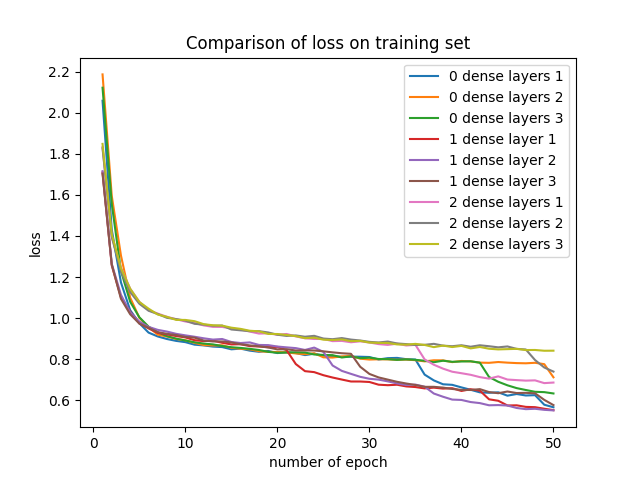 Comparison of loss on training set
loss
2.2
2.0
1.8
1.6
1.4
1.2
1.0
0.8
0.6
0 dense layers 1
0 dense layers 2
0 dense layers 3
1 dense layer 1
1 dense layer 2
1 dense layer 3
2 dense layers 1
2 dense layers 2
2 dense layers 3
0 10 20 30 40 50
number of epoch